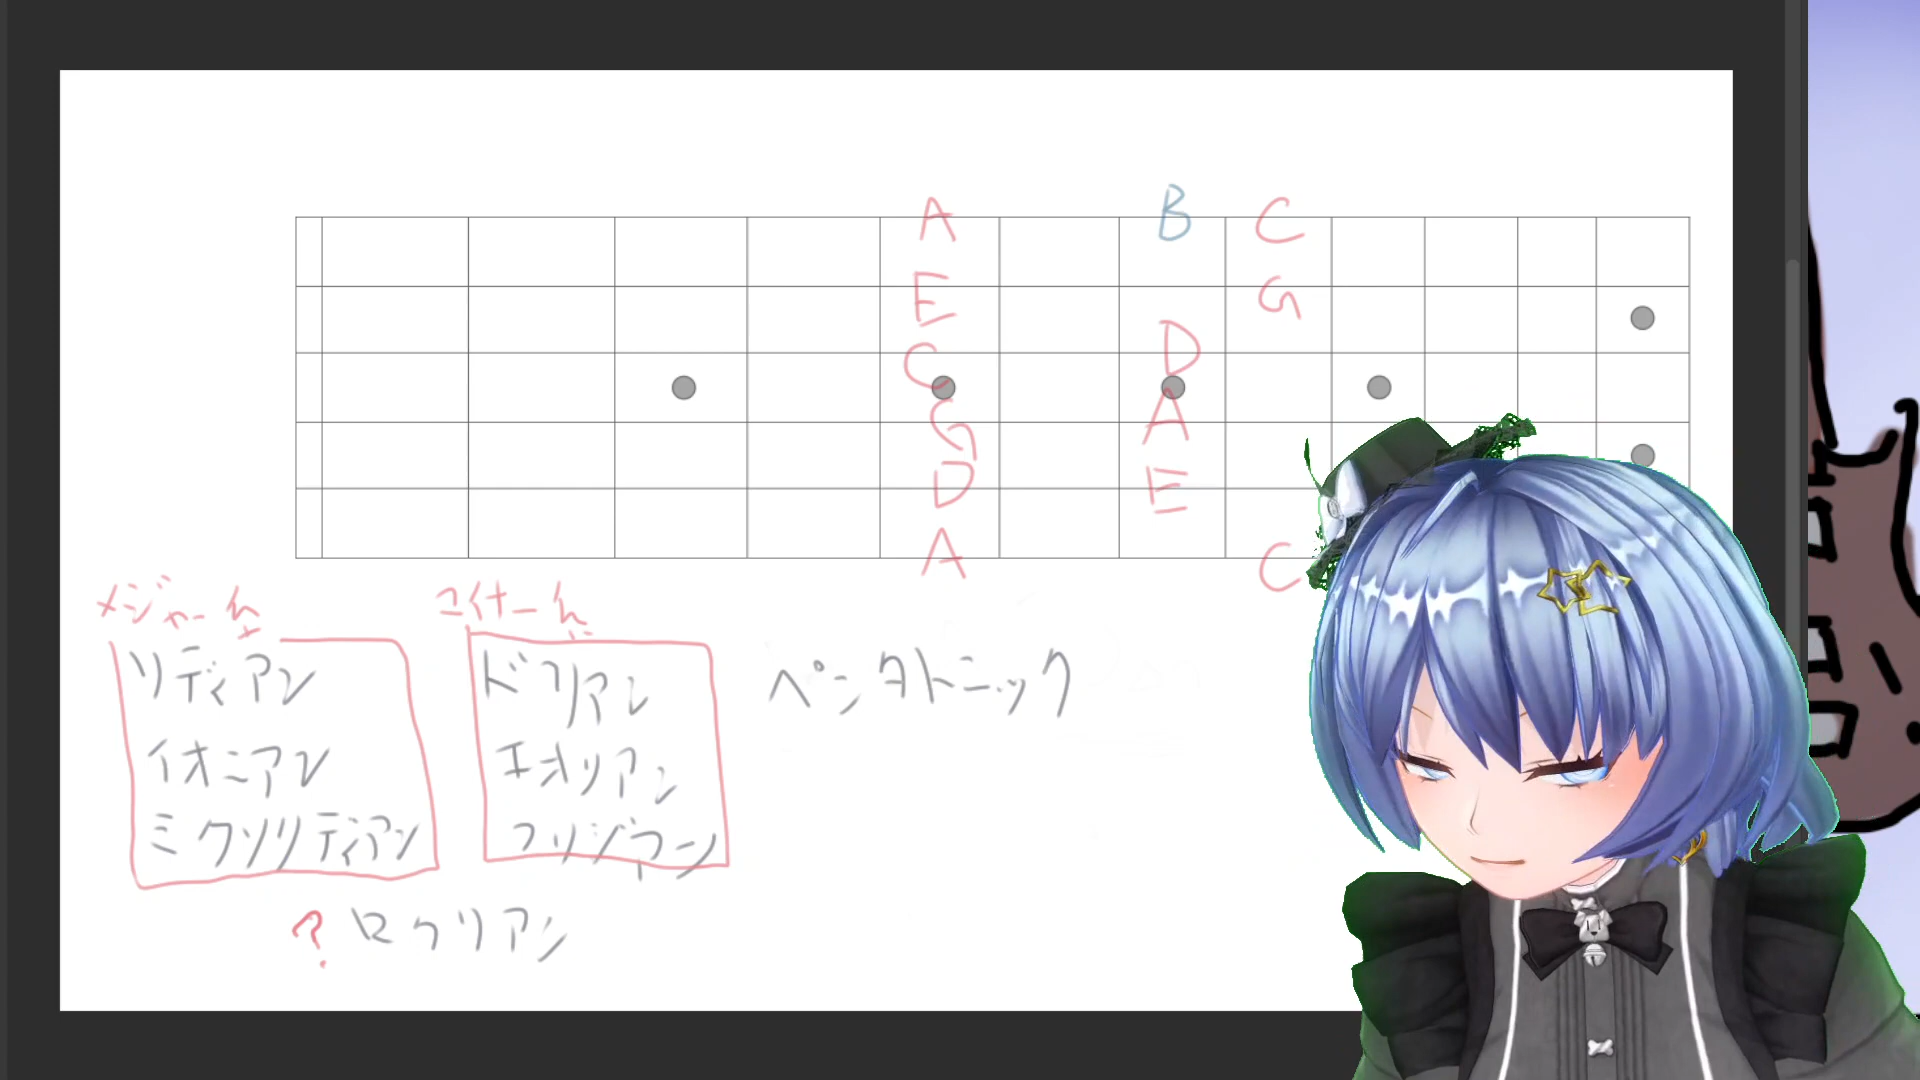 A B C
E G
C D
G A
D E
A C
メジャー系 マイナー系
リディアン ドリアン ペンタトニック
イオニアン エオリアン
ミクソリディアン フリジアン
? ロクリアン